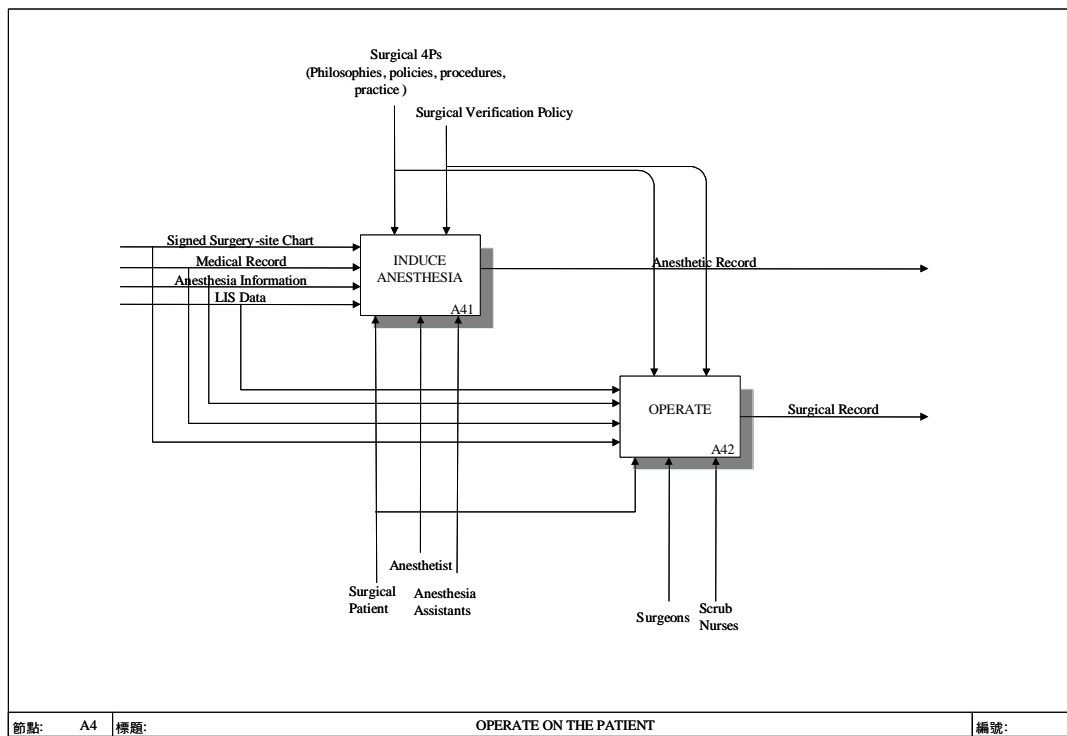 Surgical 4Ps
(Philosophies, policies, procedures,
practice )
Surgical Verification Policy
Signed Surgery-site Chart
Medical Record
Anesthesia Information
LIS Data
INDUCE
ANESTHESIA
A41
Anesthetic Record
OPERATE
A42
Surgical Record
Anesthetist
Surgical
Patient
Anesthesia
Assistants
Surgeons
Scrub
Nurses
節點: A4 標題: OPERATE ON THE PATIENT 編號: